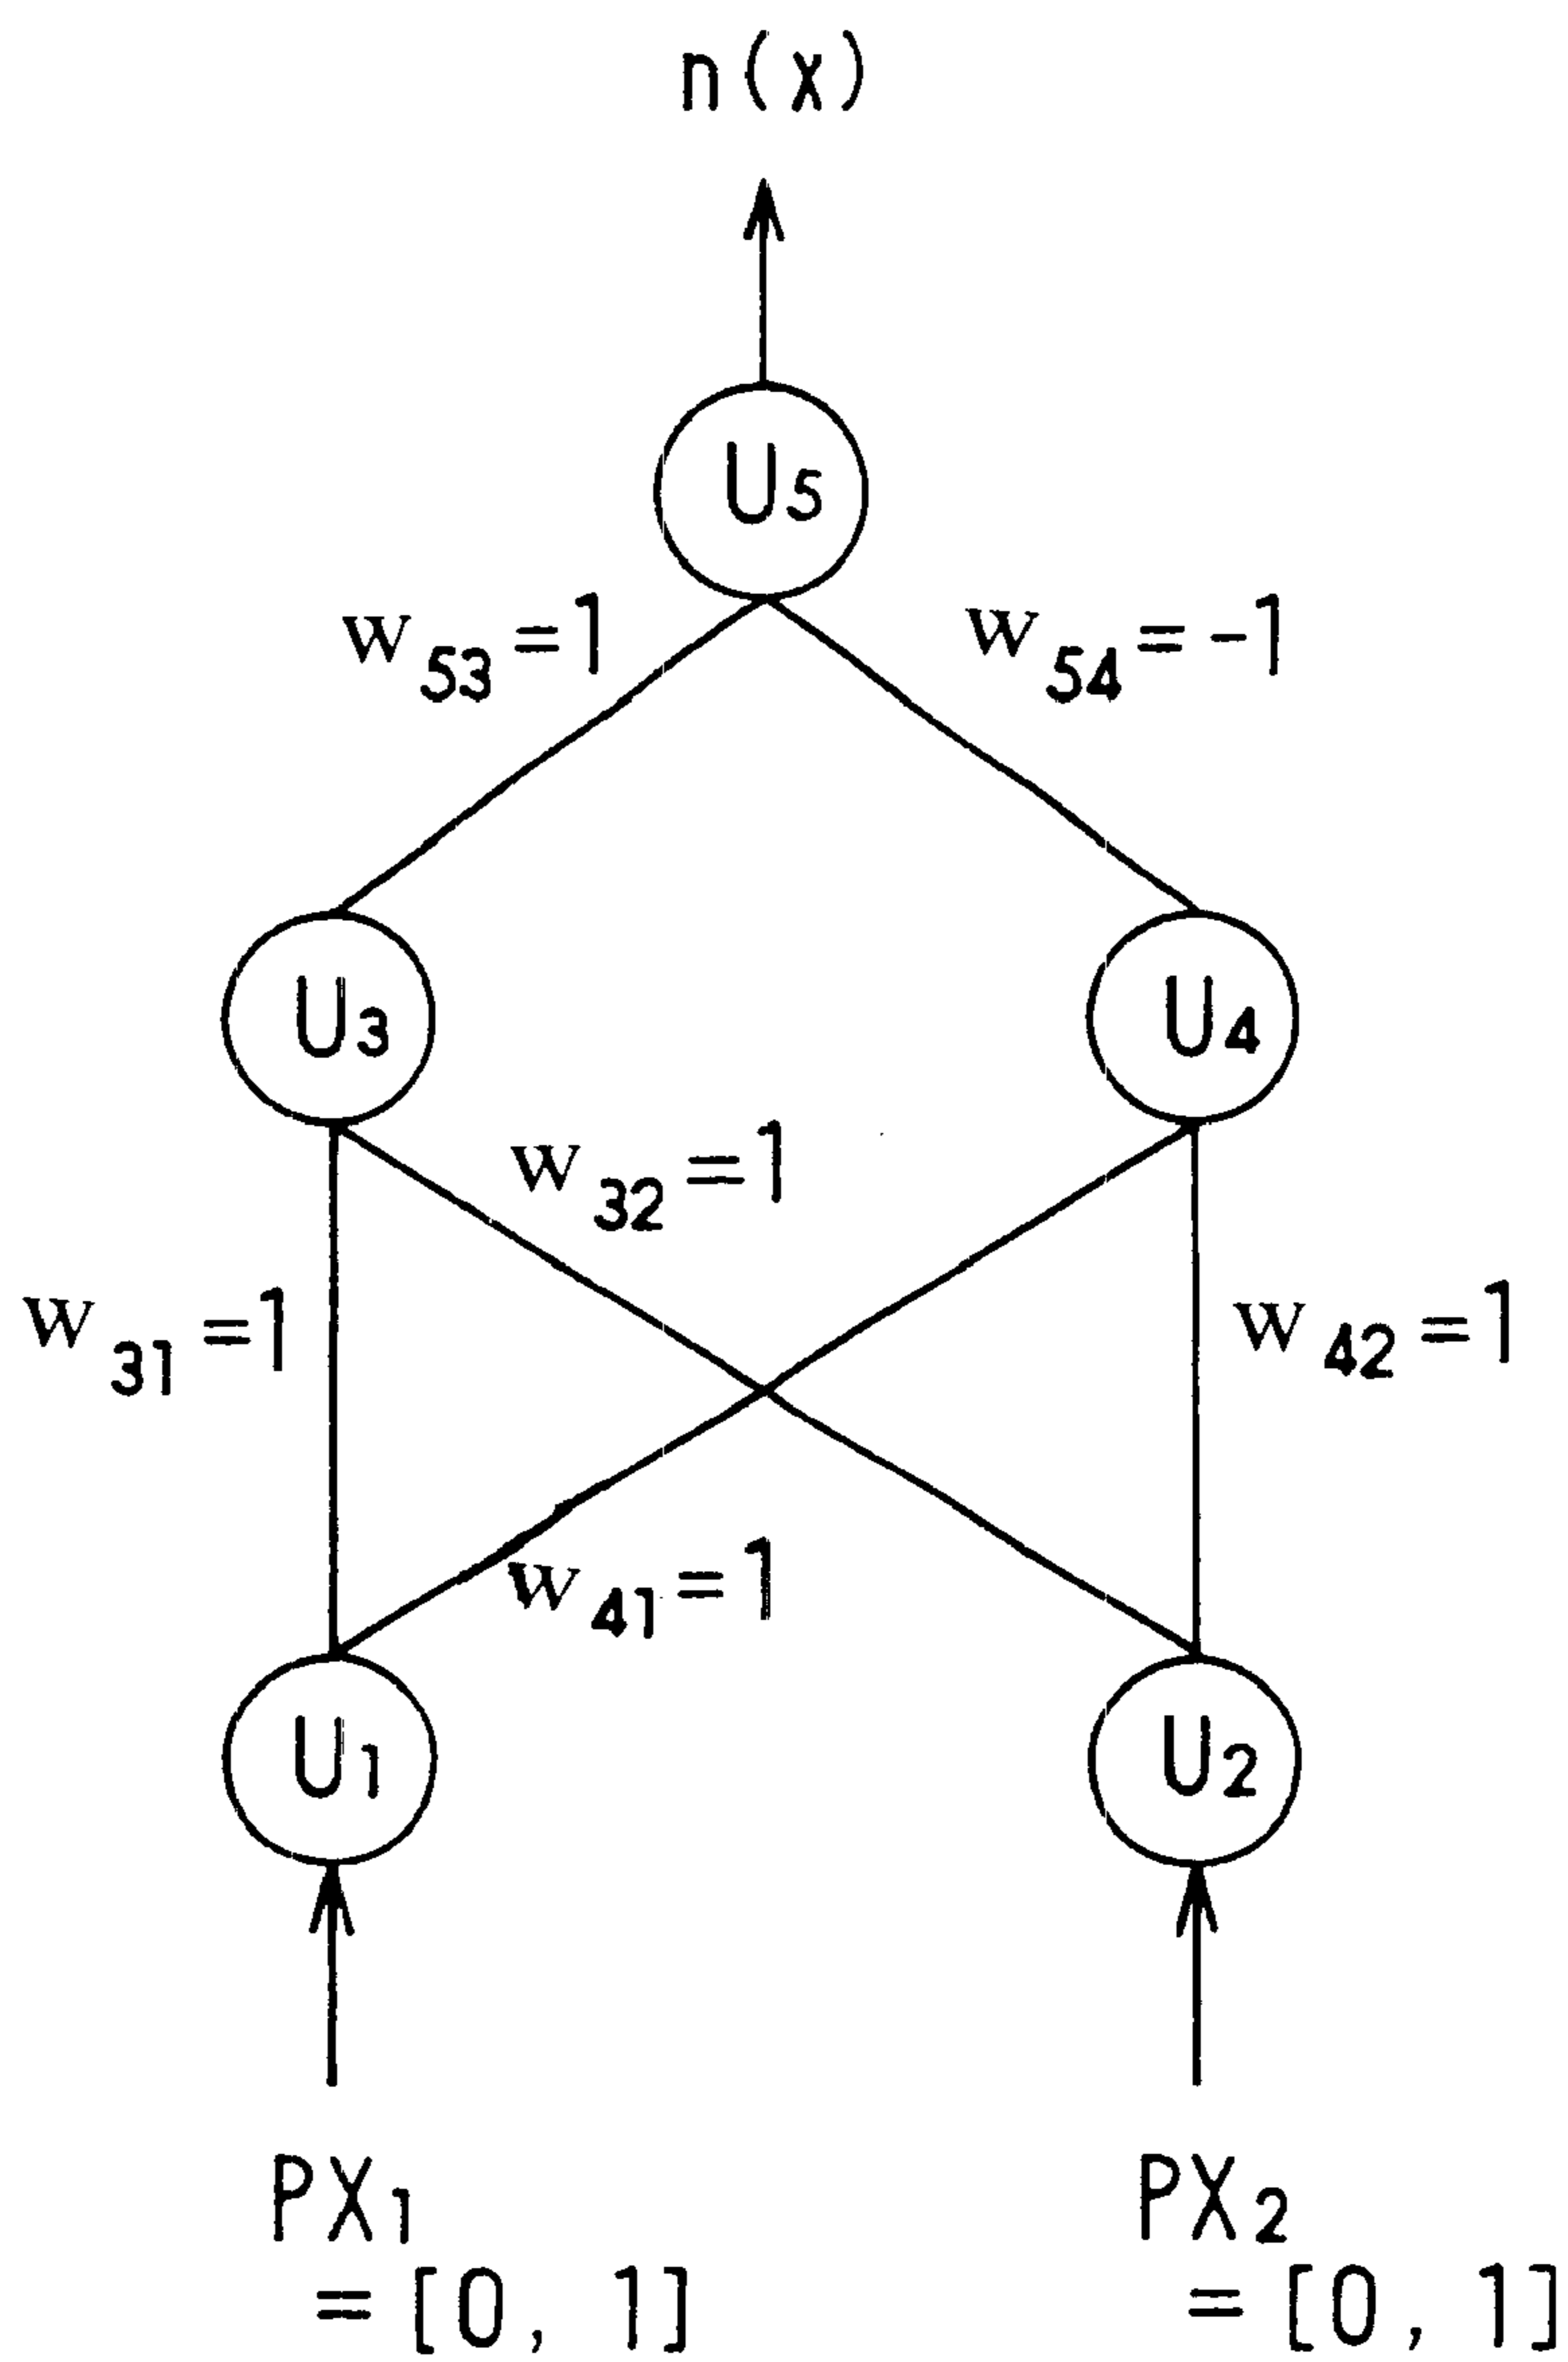 n(x)
U5
w53=1
w54=-1
U3
U4
w32=1
w31=1
w42=1
w41=1
U1
U2
PX1
=[0, 1]
PX2
=[0, 1]